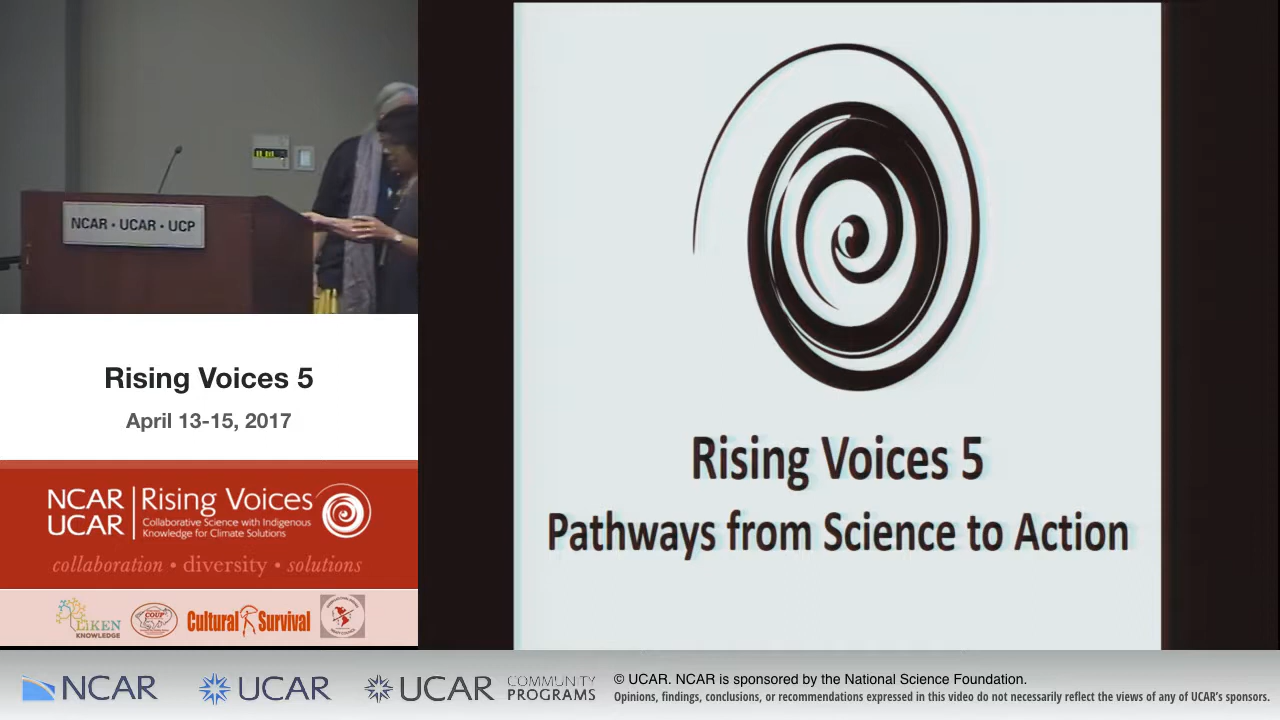 NCAR • UCAR • UCP
Rising Voices 5
April 13-15, 2017
NCAR
UCAR
Rising Voices
Collaborative Science with Indigenous
Knowledge for Climate Solutions
collaboration • diversity • solutions
LIKEN
KNOWLEDGE
COUP
Cultural Survival
Rising Voices 5
Pathways from Science to Action
NCAR
UCAR
UCAR
COMMUNITY
PROGRAMS
© UCAR. NCAR is sponsored by the National Science Foundation.
Opinions, findings, conclusions, or recommendations expressed in this video do not necessarily reflect the views of any of UCAR's sponsors.